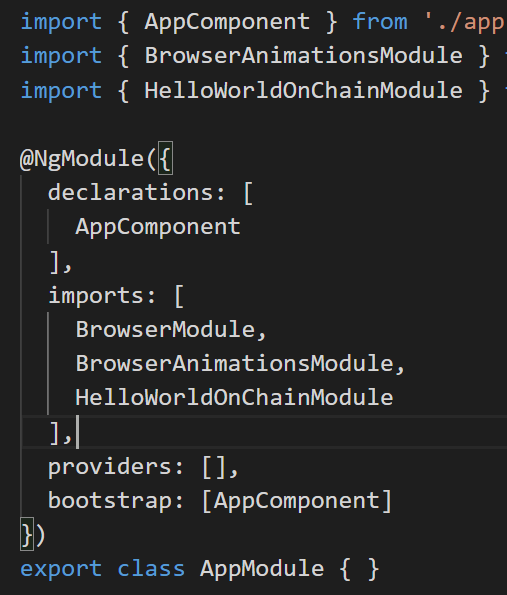 import { AppComponent } from './app
import { BrowserAnimationsModule }
import { HelloWorldOnChainModule }
@NgModule({
declarations: [
AppComponent
],
imports: [
BrowserModule,
BrowserAnimationsModule,
HelloWorldOnChainModule
],
providers: [],
bootstrap: [AppComponent]
})
export class AppModule { }